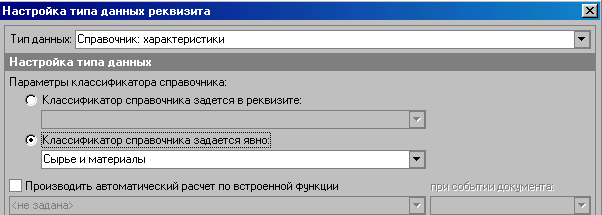 Настройка типа данных реквизита
Тип данных: Справочник: характеристики
Настройка типа данных
Параметры классификатора справочника:
Классификатор справочника задется в реквизите:
Классификатор справочника задается явно:
Сырье и материалы
Производить автоматический расчет по встроенной функции при событии документа:
<не задана>